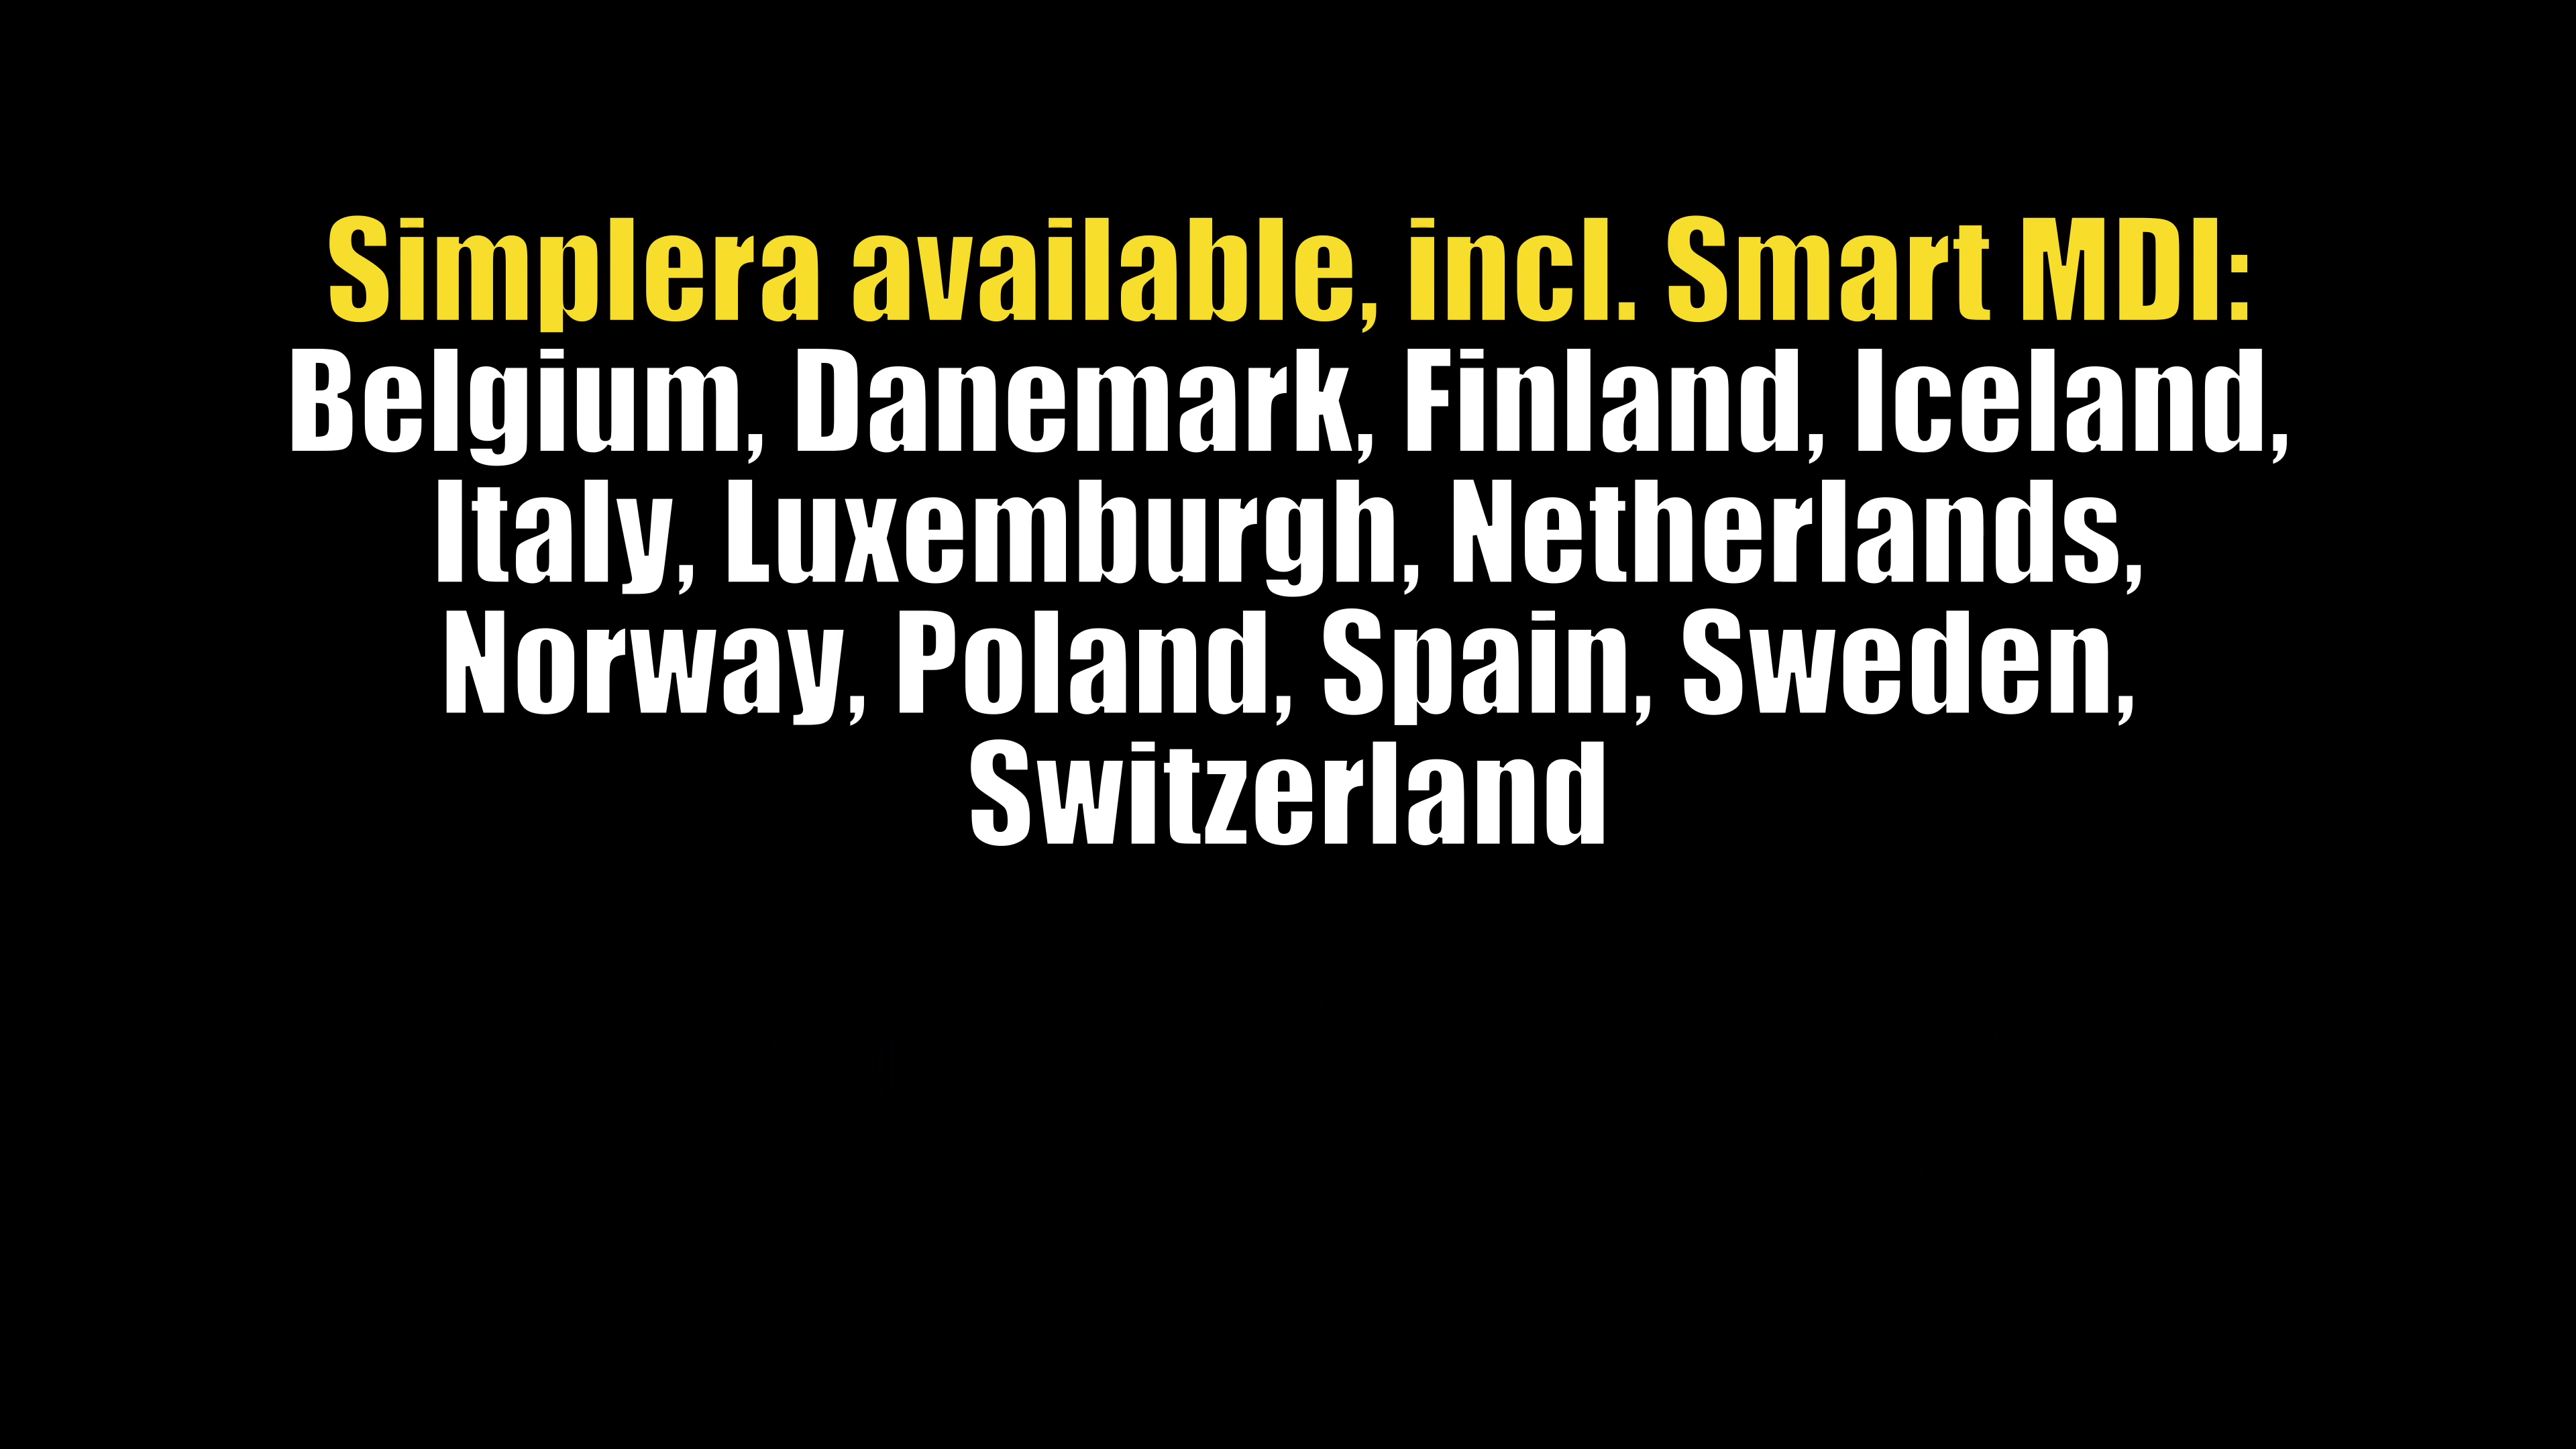 Simplera available, incl. Smart MDI:
Belgium, Danemark, Finland, Iceland,
Italy, Luxemburgh, Netherlands,
Norway, Poland, Spain, Sweden,
Switzerland